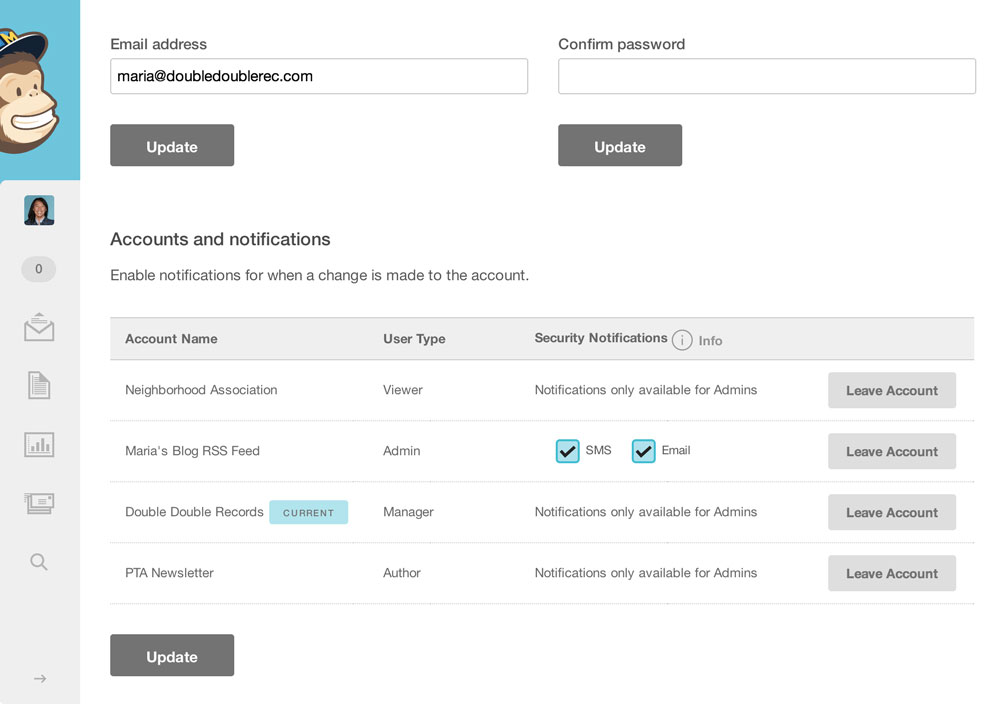 Email address
Confirm password
maria@doubledoublerec.com
Update
Update
0
Accounts and notifications
Enable notifications for when a change is made to the account.
Account Name User Type Security Notifications i Info
Neighborhood Association Viewer Notifications only available for Admins Leave Account
Maria's Blog RSS Feed Admin SMS Email Leave Account
Double Double Records CURRENT Manager Notifications only available for Admins Leave Account
PTA Newsletter Author Notifications only available for Admins Leave Account
Update